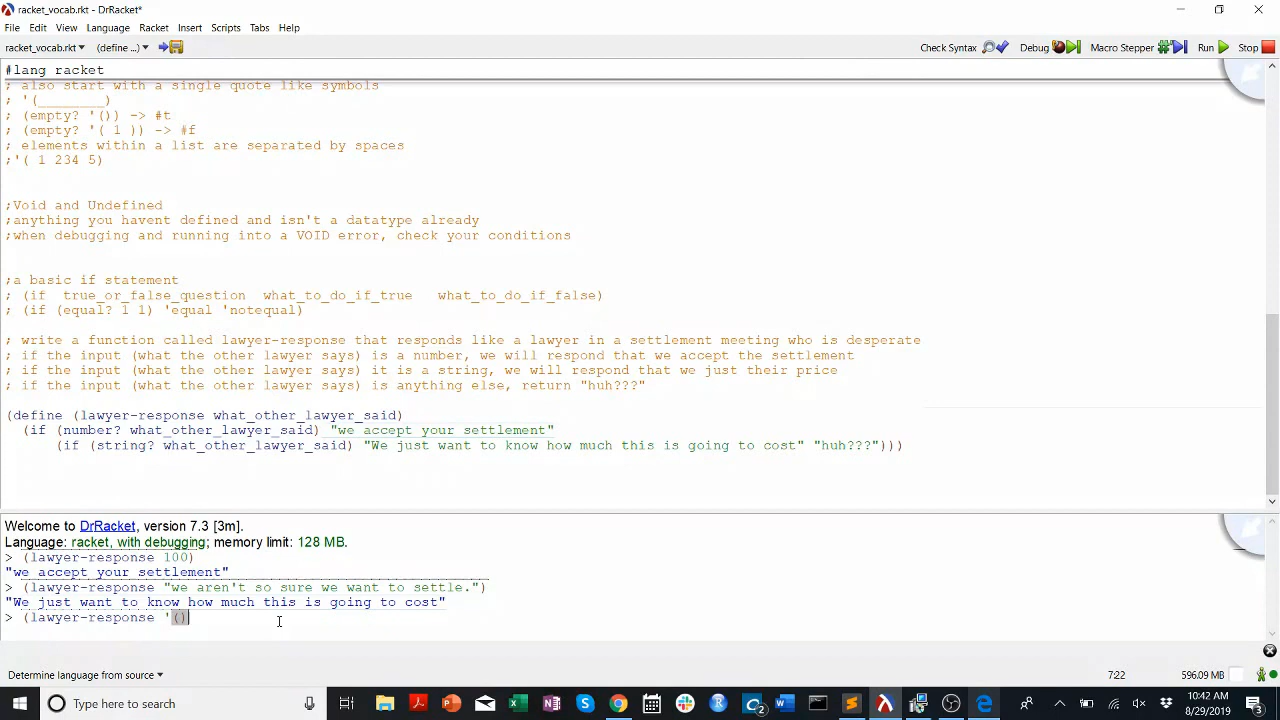 racket_vocab.rkt - DrRacket*
File Edit View Language Racket Insert Scripts Tabs Help
racket_vocab.rkt (define ...) Check Syntax Debug Macro Stepper Run Stop
#lang racket
; also start with a single quote like symbols
; '(________)
; (empty? '()) -> #t
; (empty? '( 1 )) -> #f
; elements within a list are separated by spaces
;'( 1 234 5)
;Void and Undefined
;anything you havent defined and isn't a datatype already
;when debugging and running into a VOID error, check your conditions
;a basic if statement
; (if true_or_false_question what_to_do_if_true what_to_do_if_false)
; (if (equal? 1 1) 'equal 'notequal)
; write a function called lawyer-response that responds like a lawyer in a settlement meeting who is desperate
; if the input (what the other lawyer says) is a number, we will respond that we accept the settlement
; if the input (what the other lawyer says) it is a string, we will respond that we just their price
; if the input (what the other lawyer says) is anything else, return "huh???"
(define (lawyer-response what_other_lawyer_said)
(if (number? what_other_lawyer_said) "we accept your settlement"
(if (string? what_other_lawyer_said) "We just want to know how much this is going to cost" "huh???")))
Welcome to DrRacket, version 7.3 [3m].
Language: racket, with debugging; memory limit: 128 MB.
> (lawyer-response 100)
"we accept your settlement"
> (lawyer-response "we aren't so sure we want to settle.")
"We just want to know how much this is going to cost"
> (lawyer-response '()
Determine language from source 7:22 596.09 MB
Type here to search 10:42 AM
8/29/2019